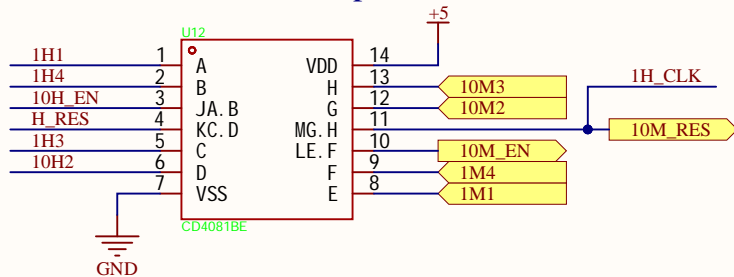 U12
+5
1H1 1 A VDD 14
1H4 2 B H 13 10M3
10H_EN 3 JA.B G 12 10M2
H_RES 4 KC.D MG.H 11 1H_CLK 10M_RES
1H3 5 C LE.F 10 10M_EN
10H2 6 D F 9 1M4
7 VSS E 8 1M1
CD4081BE
GND